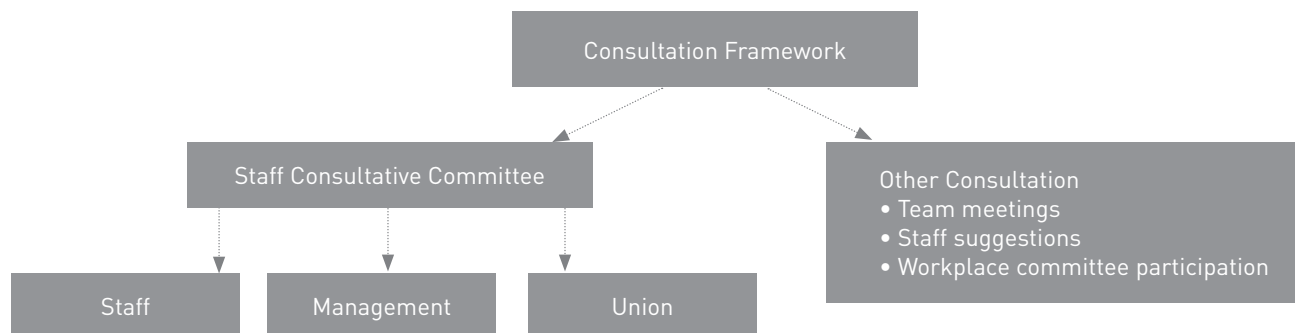 Consultation Framework
Staff Consultative Committee
Other Consultation
• Team meetings
• Staff suggestions
• Workplace committee participation
Staff
Management
Union